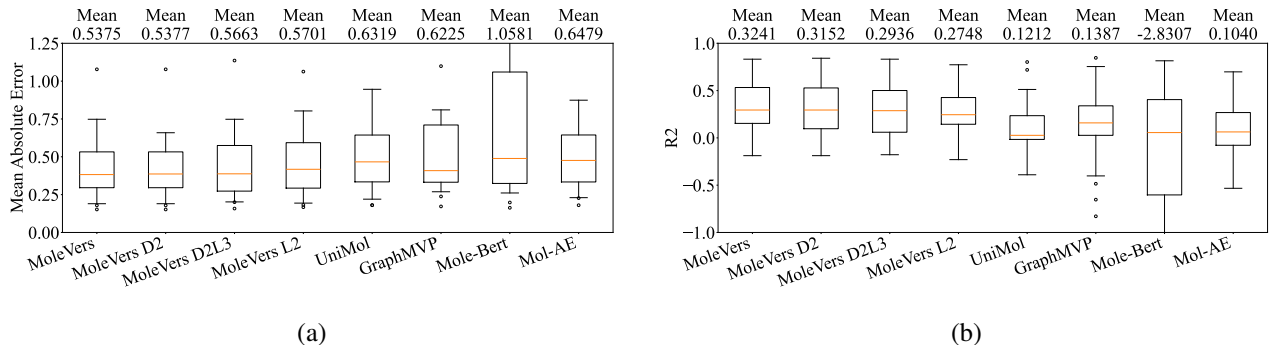 Mean Mean Mean Mean Mean Mean Mean Mean
0.5375 0.5377 0.5663 0.5701 0.6319 0.6225 1.0581 0.6479
1.25
1.00
0.75
0.50
0.25
0.00
Mean Absolute Error
MoleVers
MoleVers D2
MoleVers D2L3
MoleVers L2
UniMol
GraphMVP
Mole-Bert
Mol-AE
(a)
Mean Mean Mean Mean Mean Mean Mean Mean
0.3241 0.3152 0.2936 0.2748 0.1212 0.1387 -2.8307 0.1040
1.0
0.5
0.0
−0.5
−1.0
R2
MoleVers
MoleVers D2
MoleVers D2L3
MoleVers L2
UniMol
GraphMVP
Mole-Bert
Mol-AE
(b)